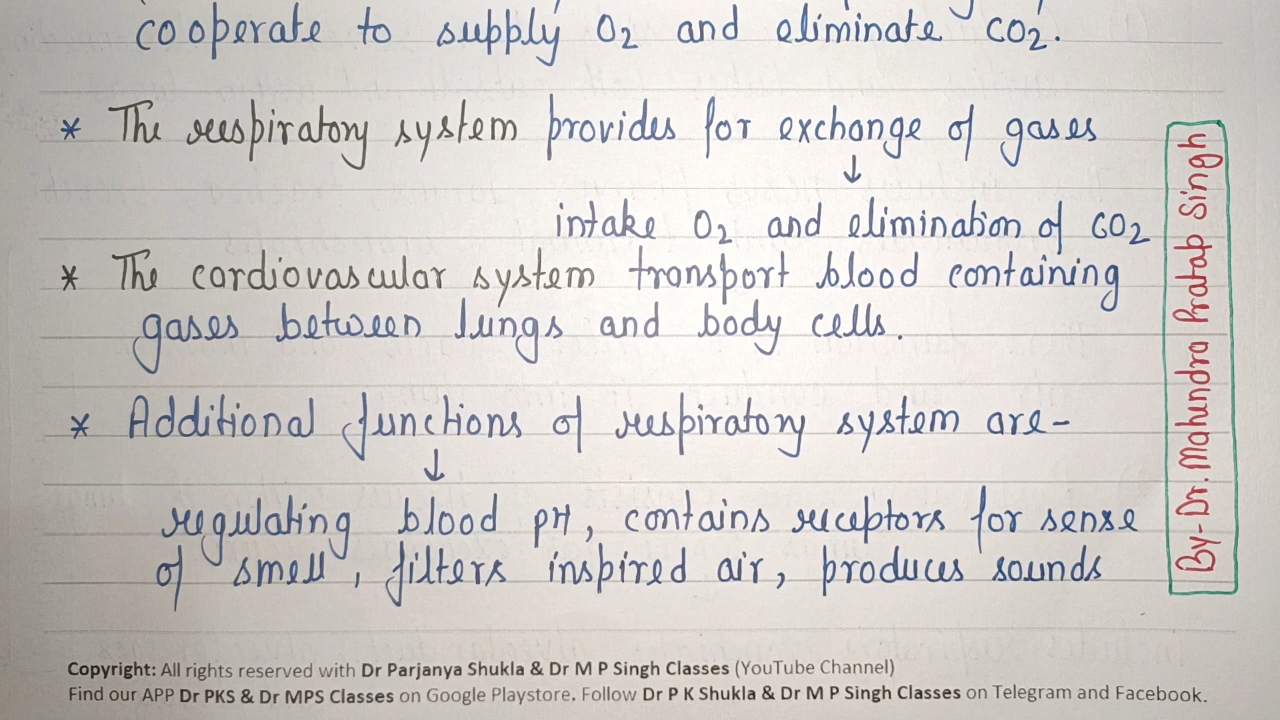 cooperate to supply O₂ and eliminate CO₂.
* The respiratory system provides for exchange of gases
↓
intake O₂ and elimination of CO₂
* The cardiovascular system transport blood containing
gases between lungs and body cells.
* Additional functions of respiratory system are-
↓
regulating blood pH, contains receptors for sense
of smell, filters inspired air, produces sounds
By-Dr. Mahendra Pratap Singh
Copyright: All rights reserved with Dr Parjanya Shukla & Dr M P Singh Classes (YouTube Channel)
Find our APP Dr PKS & Dr MPS Classes on Google Playstore. Follow Dr P K Shukla & Dr M P Singh Classes on Telegram and Facebook.